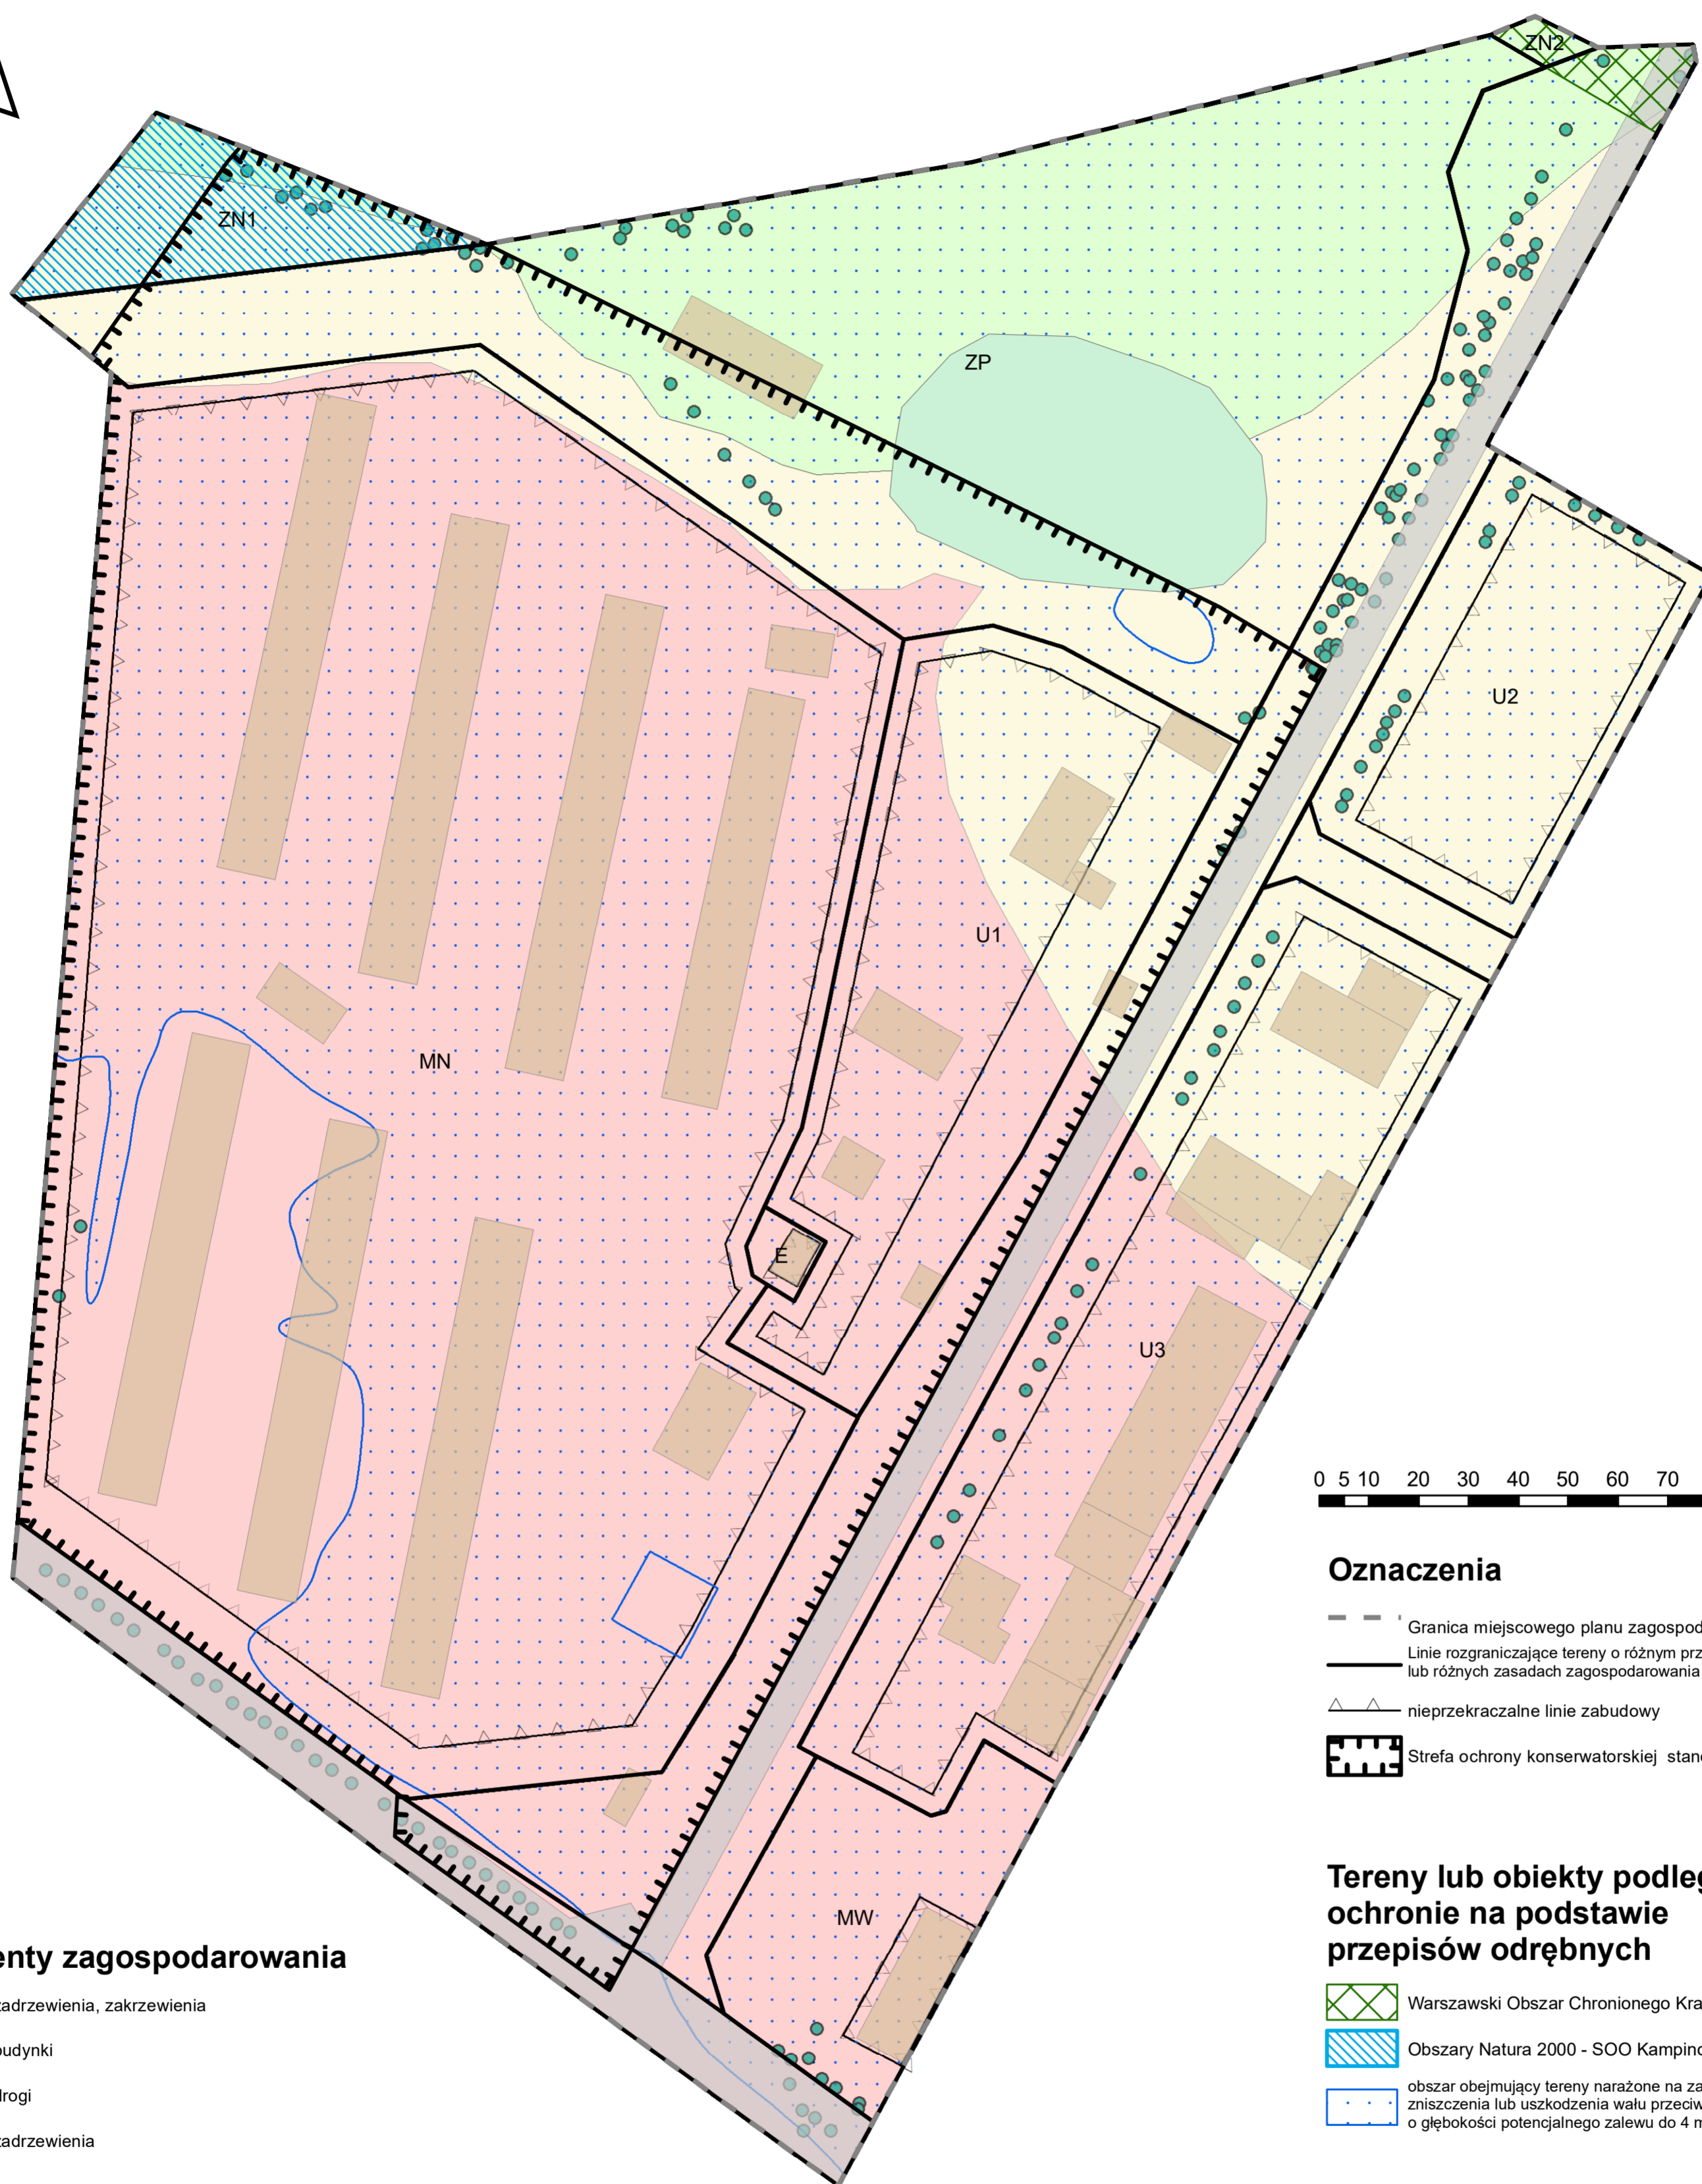 ZN2
ZN1
ZP
U2
U1
MN
E
U3
MW
0 5 10 20 30 40 50 60 70
Oznaczenia
Granica miejscowego planu zagospod
Linie rozgraniczające tereny o różnym prz
lub różnych zasadach zagospodarowania
nieprzekraczalne linie zabudowy
Strefa ochrony konserwatorskiej stan
Tereny lub obiekty podleg
ochronie na podstawie
przepisów odrębnych
Warszawski Obszar Chronionego Kra
Obszary Natura 2000 - SOO Kampino
obszar obejmujący tereny narażone na za
zniszczenia lub uszkodzenia wału przeciw
o głębokości potencjalnego zalewu do 4 m
enty zagospodarowania
zadrzewienia, zakrzewienia
budynki
drogi
zadrzewienia